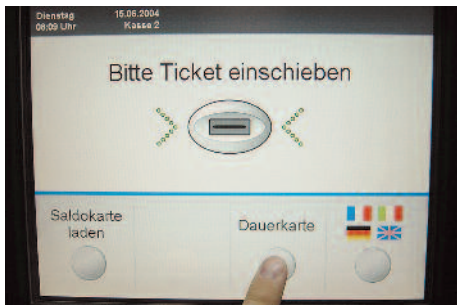 Dienstag 15.06.2004
06:09 Uhr Kasse 2
Bitte Ticket einschieben
Saldokarte
laden
Dauerkarte